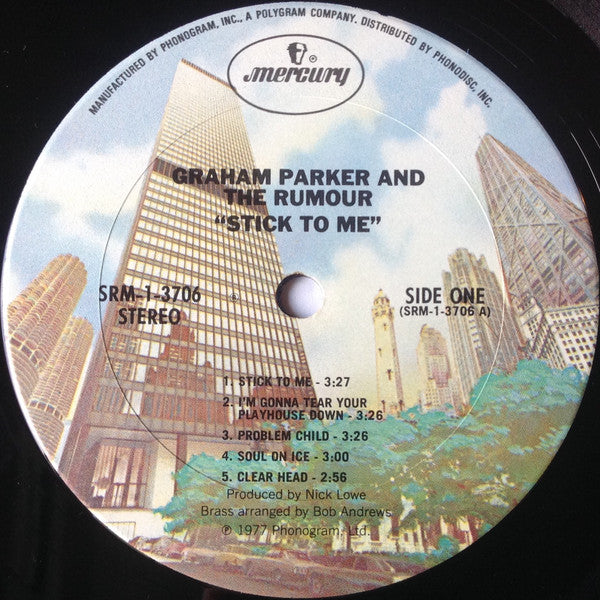 MANUFACTURED BY PHONOGRAM, INC., A POLYGRAM COMPANY. DISTRIBUTED BY PHONODISC, INC.
®
mercury
GRAHAM PARKER AND
THE RUMOUR
“STICK TO ME”
SRM-1-3706
STEREO
SIDE ONE
(SRM-1-3706 A)
1. STICK TO ME - 3:27
2. I'M GONNA TEAR YOUR
PLAYHOUSE DOWN - 3:26
3. PROBLEM CHILD - 3:26
4. SOUL ON ICE - 3:00
5. CLEAR HEAD - 2:56
Produced by Nick Lowe
Brass arranged by Bob Andrews
℗ 1977 Phonogram, Ltd.